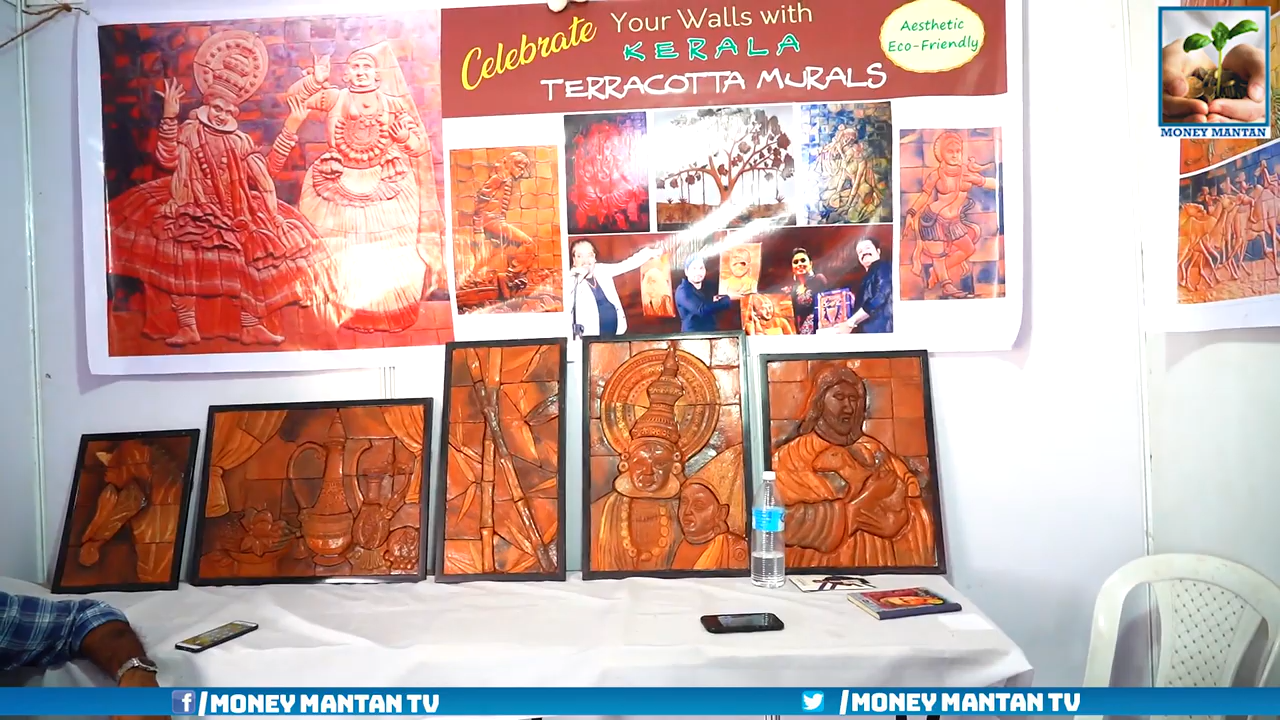 Celebrate Your Walls with
KERALA
TERRACOTTA MURALS
Aesthetic
Eco-Friendly
MONEY MANTAN
/MONEY MANTAN TV
/MONEY MANTAN TV